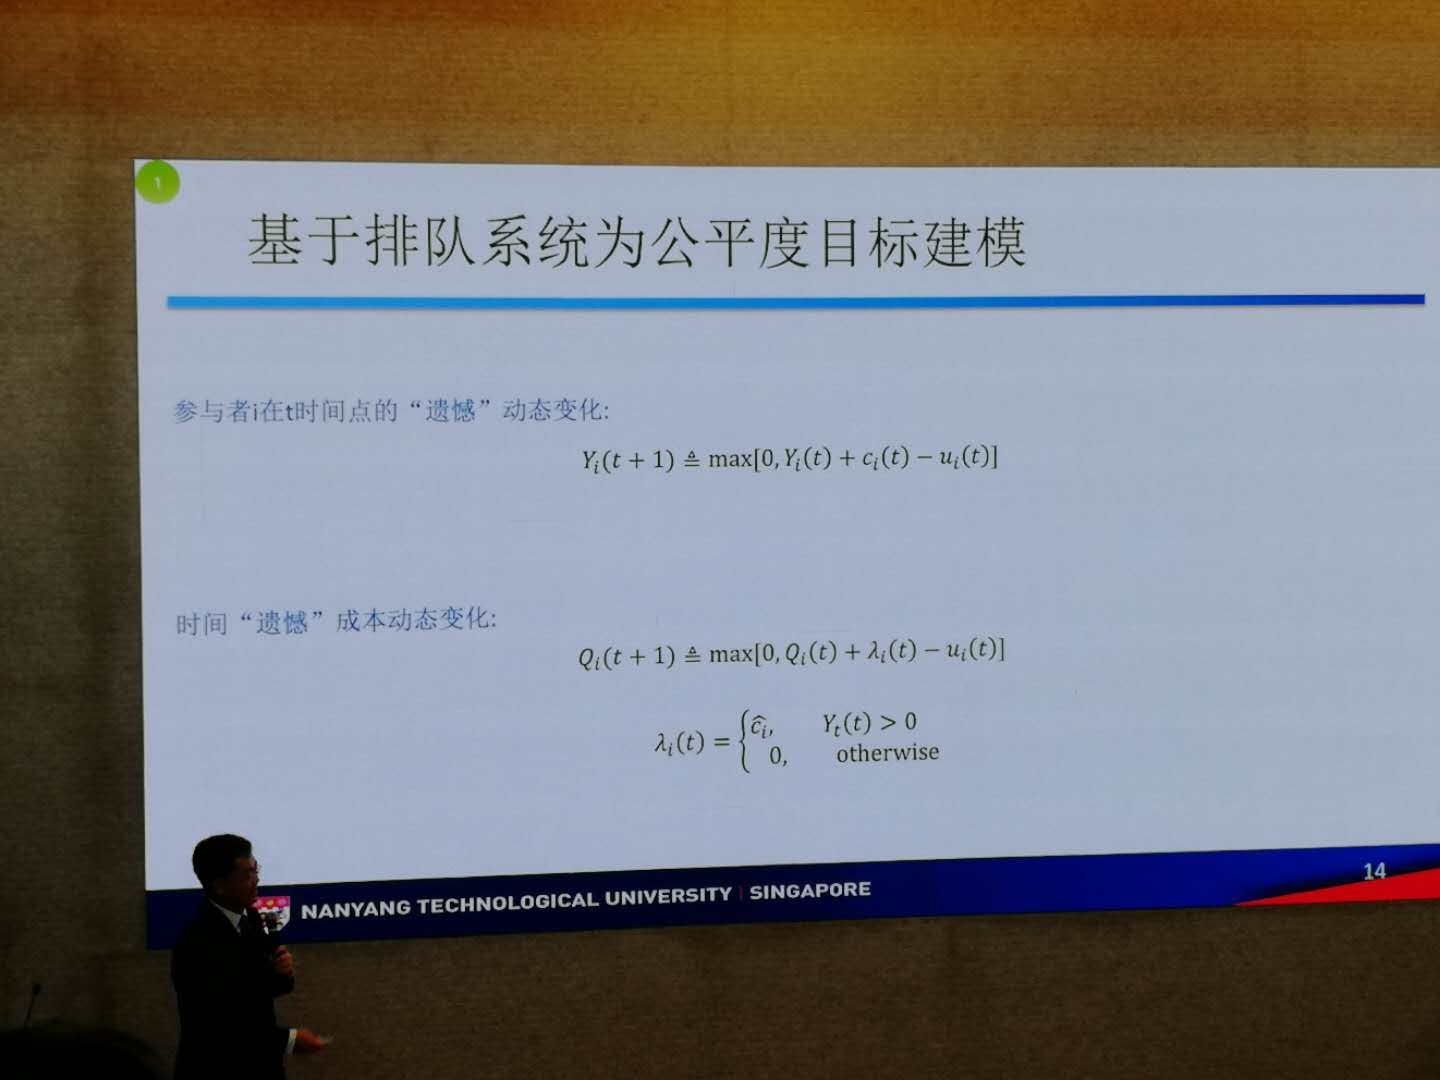 1
基于排队系统为公平度目标建模
参与者i在t时间点的“遗憾”动态变化:
Yᵢ(t + 1) ≜ max[0, Yᵢ(t) + cᵢ(t) − uᵢ(t)]
时间“遗憾”成本动态变化:
Qᵢ(t + 1) ≜ max[0, Qᵢ(t) + λᵢ(t) − uᵢ(t)]
λᵢ(t) = { ĉᵢ, Yₜ(t) > 0
0, otherwise
NANYANG TECHNOLOGICAL UNIVERSITY | SINGAPORE
14